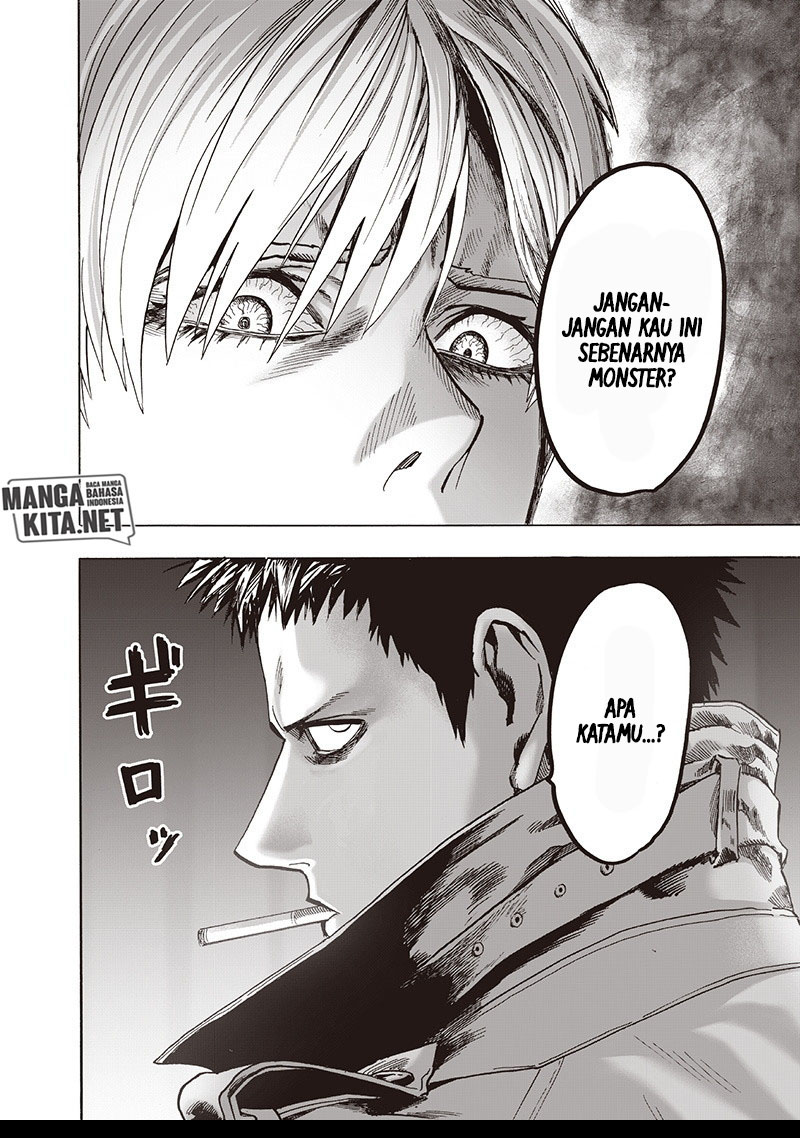 JANGAN-
JANGAN KAU INI
SEBENARNYA
MONSTER?
MANGA
KITA.NET
BACA MANGA
BAHASA
INDONESIA
APA
KATAMU...?
ギロッ